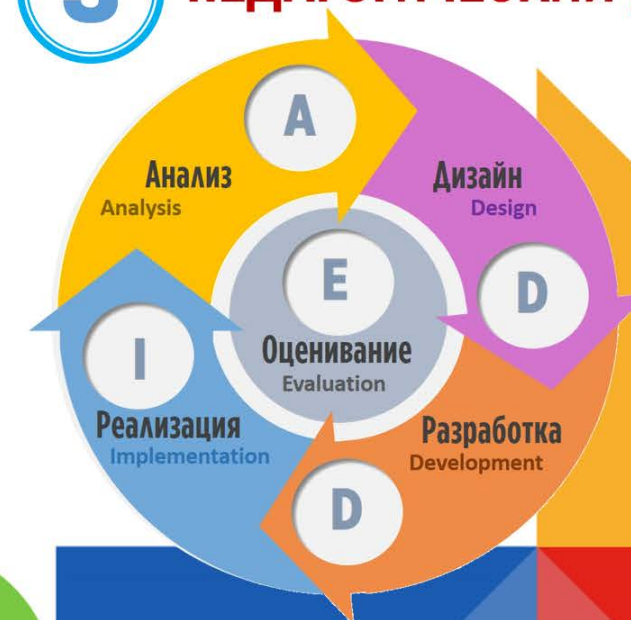 A
Анализ
Analysis
Дизайн
Design
D
E
Оценивание
Evaluation
I
Реализация
Implementation
Разработка
Development
D